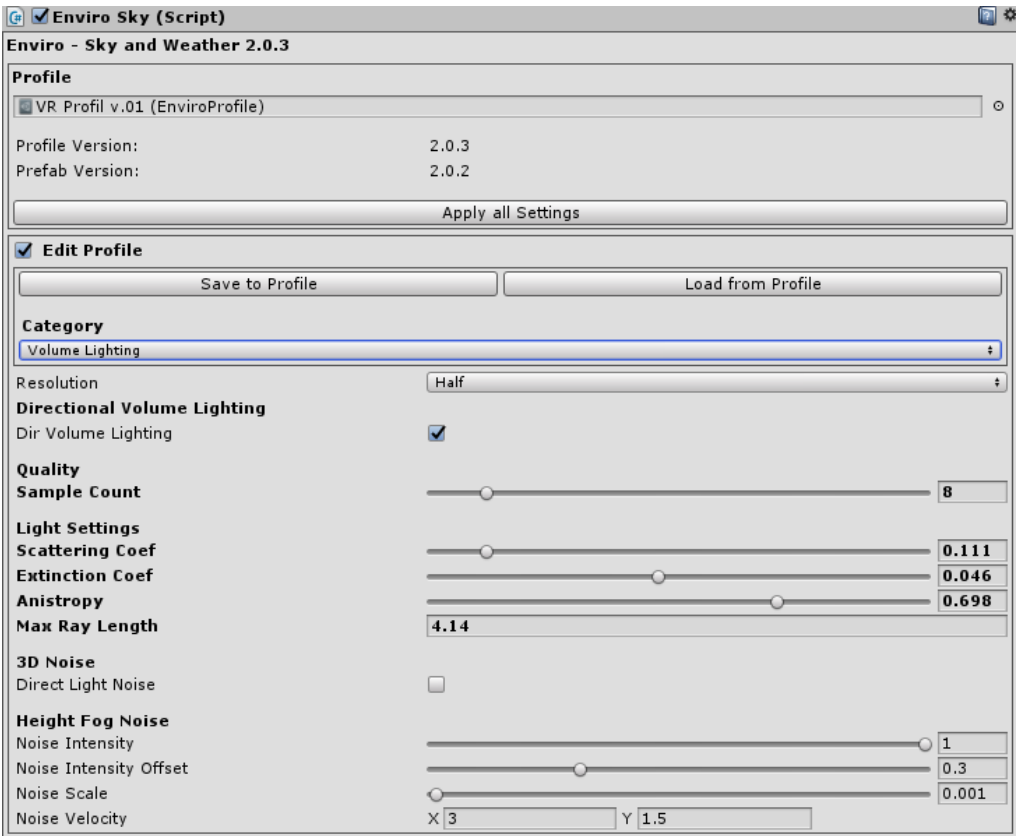 Enviro Sky (Script)
Enviro - Sky and Weather 2.0.3
Profile
VR Profil v.01 (EnviroProfile)
Profile Version: 2.0.3
Prefab Version: 2.0.2
Apply all Settings
Edit Profile
Save to Profile Load from Profile
Category
Volume Lighting
Resolution Half
Directional Volume Lighting
Dir Volume Lighting
Quality
Sample Count 8
Light Settings
Scattering Coef 0.111
Extinction Coef 0.046
Anistropy 0.698
Max Ray Length 4.14
3D Noise
Direct Light Noise
Height Fog Noise
Noise Intensity 1
Noise Intensity Offset 0.3
Noise Scale 0.001
Noise Velocity X 3 Y 1.5